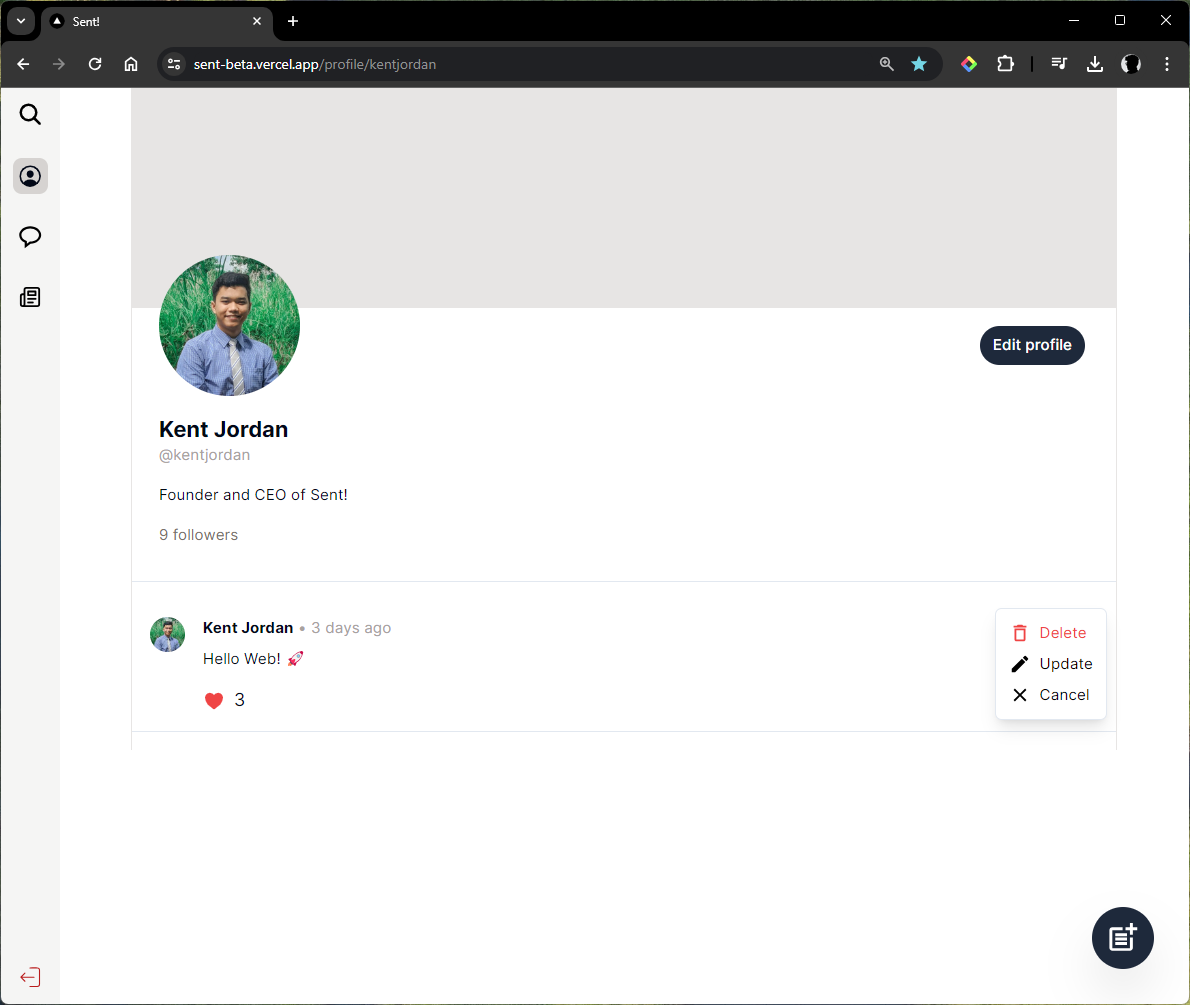 Sent!
sent-beta.vercel.app/profile/kentjordan
Edit profile
Kent Jordan
@kentjordan
Founder and CEO of Sent!
9 followers
Kent Jordan • 3 days ago
Hello Web! 🚀
3
Delete
Update
Cancel